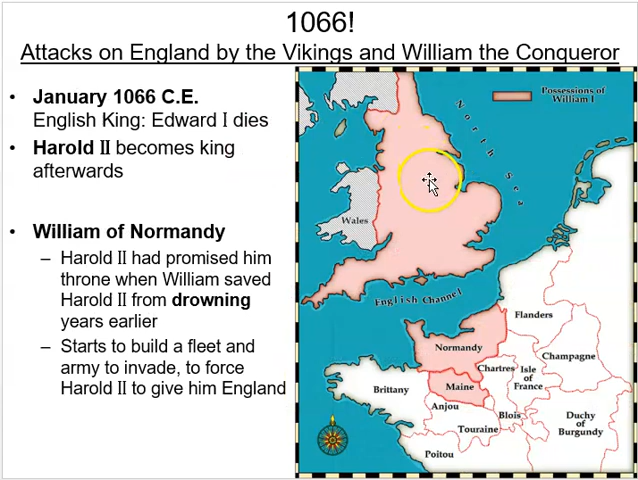 1066!
Attacks on England by the Vikings and William the Conqueror
• January 1066 C.E.
English King: Edward I dies
• Harold II becomes king
afterwards
• William of Normandy
– Harold II had promised him
throne when William saved
Harold II from drowning
years earlier
– Starts to build a fleet and
army to invade, to force
Harold II to give him England
Possessions
of William I
North Sea
Wales
English Channel
Flanders
Normandy
Champagne
Chartres
Isle
of
France
Maine
Brittany
Anjou
Blois
Duchy
of
Burgundy
Touraine
Poitou